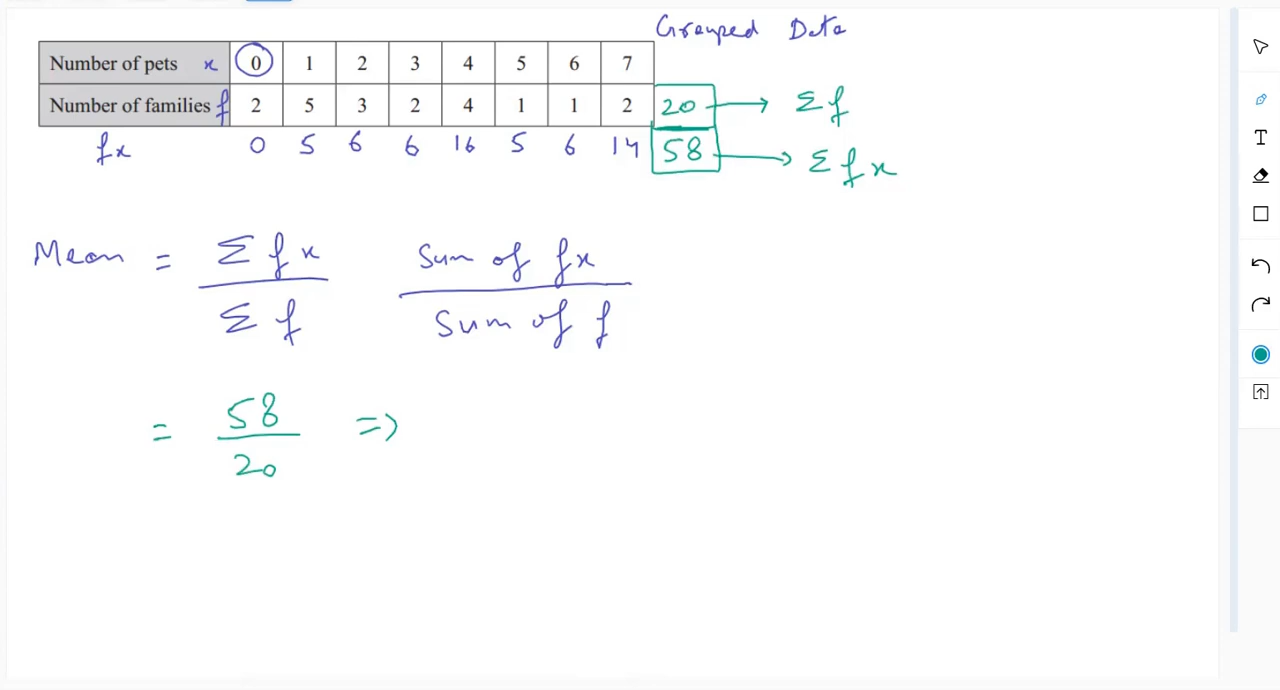 Grouped Data
Number of pets x 0 1 2 3 4 5 6 7
Number of families f 2 5 3 2 4 1 1 2 20 → Σf
fx 0 5 6 6 16 5 6 14 58 → Σfx
Mean = Σfx / Σf Sum of fx / Sum of f
= 58 / 20 =>
T